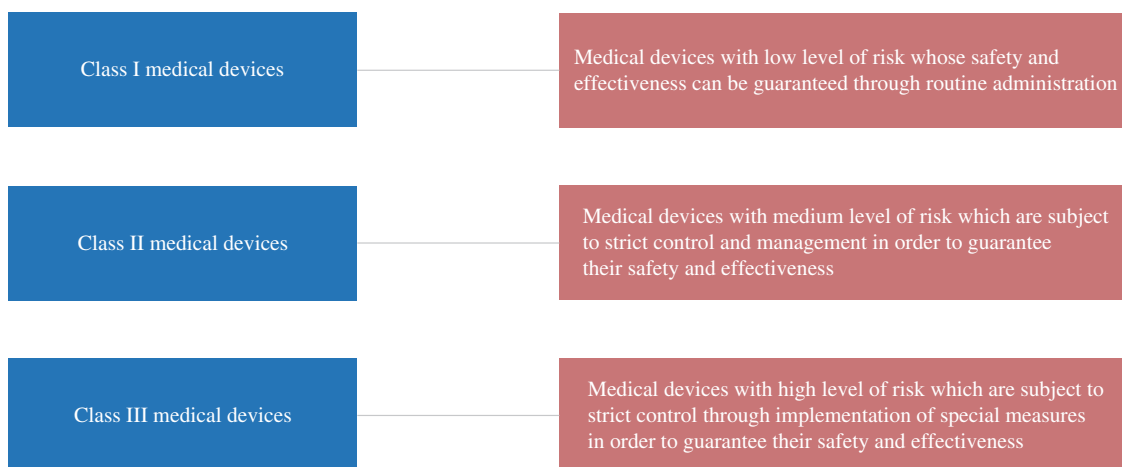 Class I medical devices
Medical devices with low level of risk whose safety and
effectiveness can be guaranteed through routine administration
Class II medical devices
Medical devices with medium level of risk which are subject
to strict control and management in order to guarantee
their safety and effectiveness
Class III medical devices
Medical devices with high level of risk which are subject to
strict control through implementation of special measures
in order to guarantee their safety and effectiveness